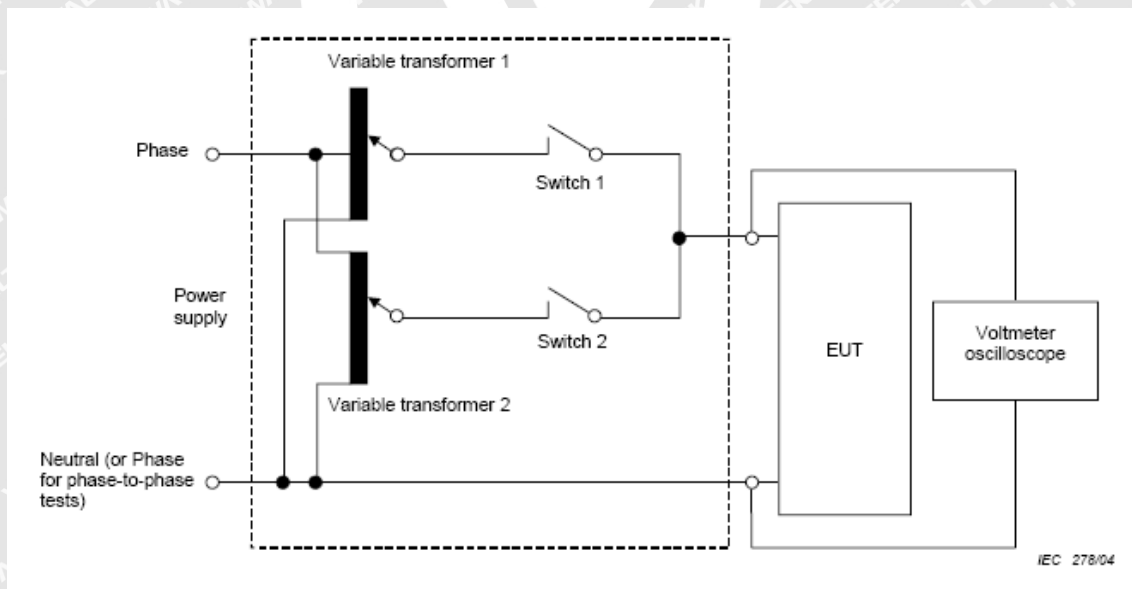 Variable transformer 1
Phase
Switch 1
Power
supply
Switch 2
EUT
Voltmeter
oscilloscope
Variable transformer 2
Neutral (or Phase
for phase-to-phase
tests)
IEC 278/04